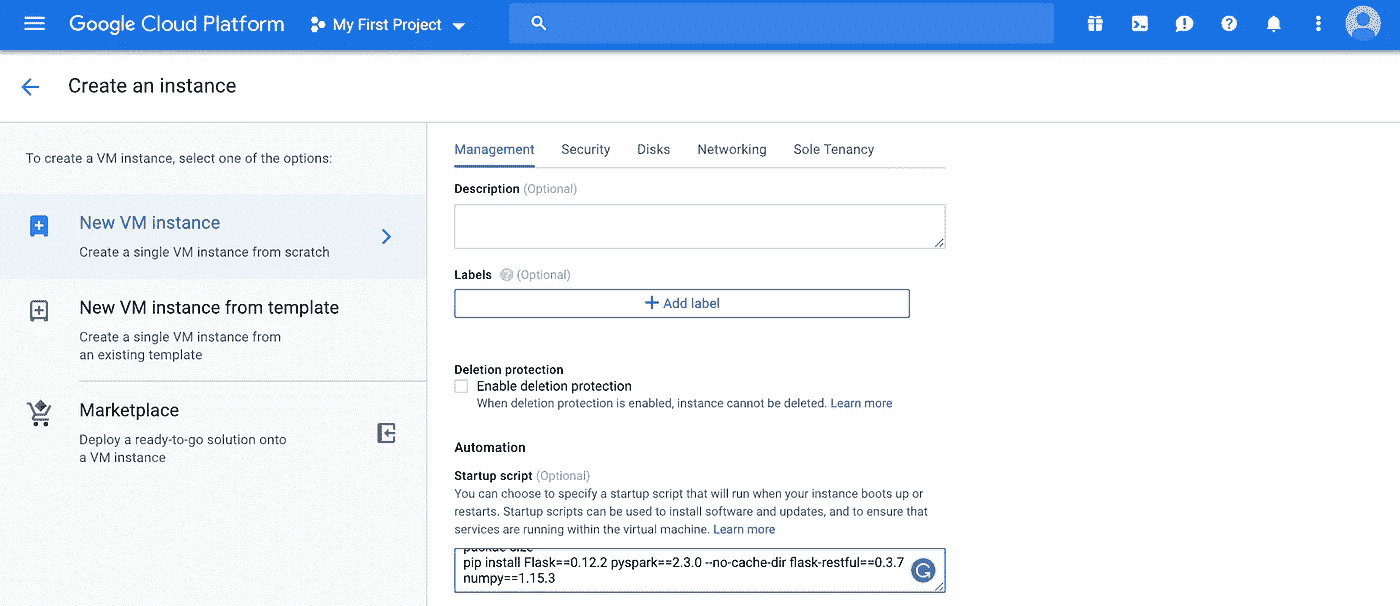 Google Cloud Platform
My First Project
Create an instance
To create a VM instance, select one of the options:
New VM instance
Create a single VM instance from scratch
New VM instance from template
Create a single VM instance from
an existing template
Marketplace
Deploy a ready-to-go solution onto
a VM instance
Management Security Disks Networking Sole Tenancy
Description (Optional)
Labels (Optional)
Add label
Deletion protection
Enable deletion protection
When deletion protection is enabled, instance cannot be deleted. Learn more
Automation
Startup script (Optional)
You can choose to specify a startup script that will run when your instance boots up or
restarts. Startup scripts can be used to install software and updates, and to ensure that
services are running within the virtual machine. Learn more
size
pip install Flask==0.12.2 pyspark==2.3.0 --no-cache-dir flask-restful==0.3.7
numpy==1.15.3